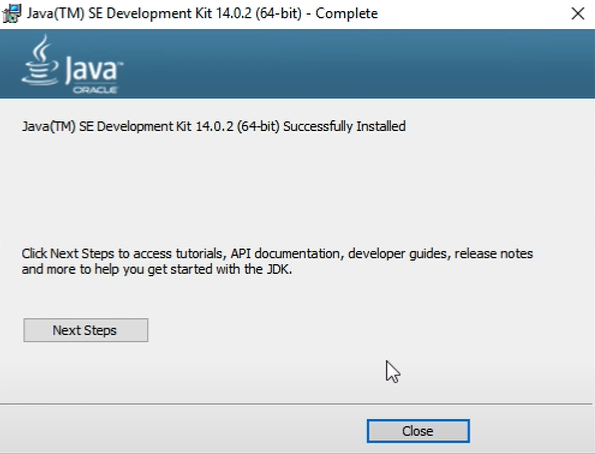 Java(TM) SE Development Kit 14.0.2 (64-bit) - Complete
Java™
ORACLE
Java(TM) SE Development Kit 14.0.2 (64-bit) Successfully Installed
Click Next Steps to access tutorials, API documentation, developer guides, release notes
and more to help you get started with the JDK.
Next Steps
Close